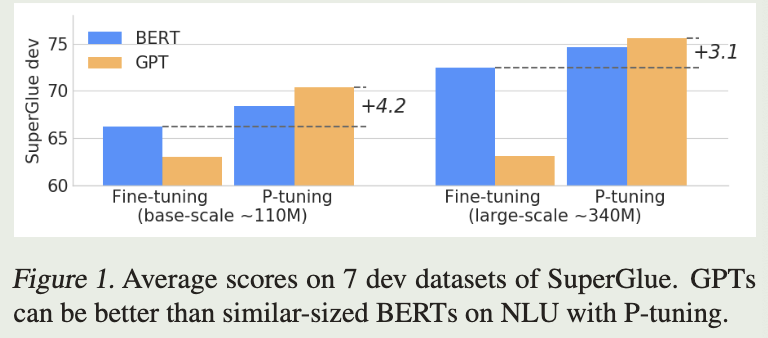 BERT
GPT
SuperGlue dev
75
70
65
60
+4.2
+3.1
Fine-tuning P-tuning Fine-tuning P-tuning
(base-scale ~110M) (large-scale ~340M)
Figure 1. Average scores on 7 dev datasets of SuperGlue. GPTs
can be better than similar-sized BERTs on NLU with P-tuning.